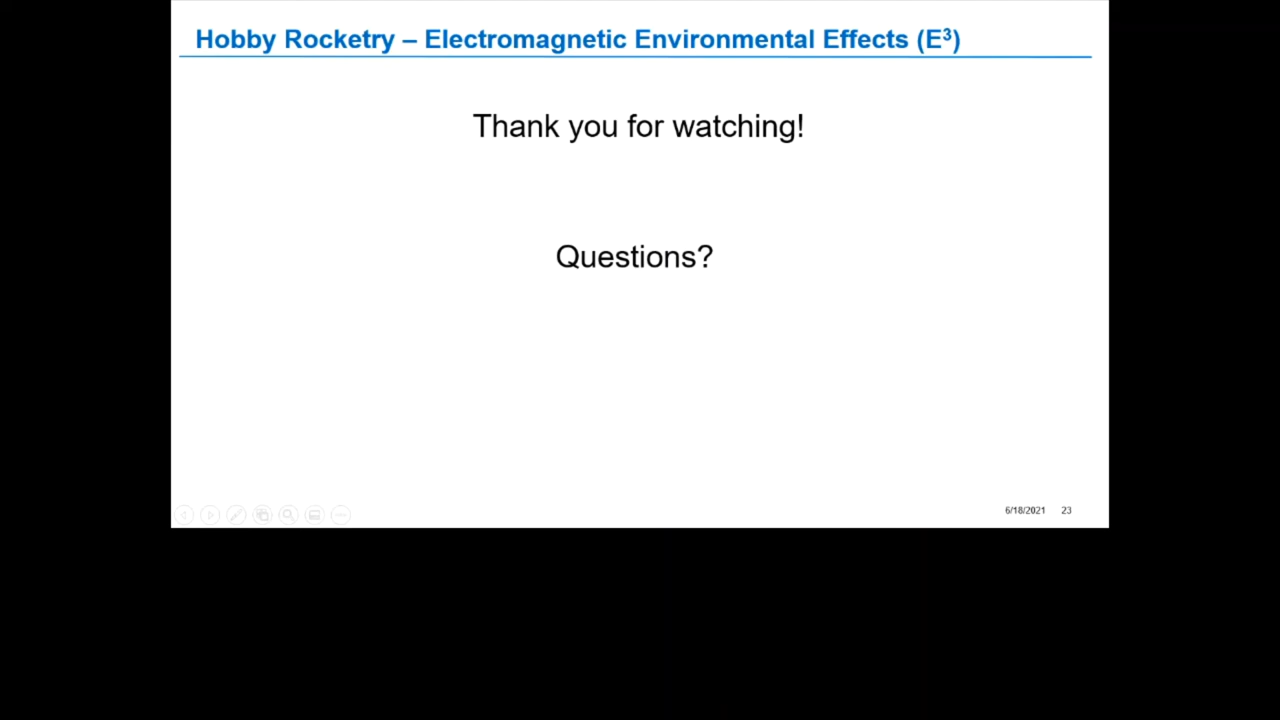 Hobby Rocketry – Electromagnetic Environmental Effects (E³)
Thank you for watching!
Questions?
6/18/2021 23